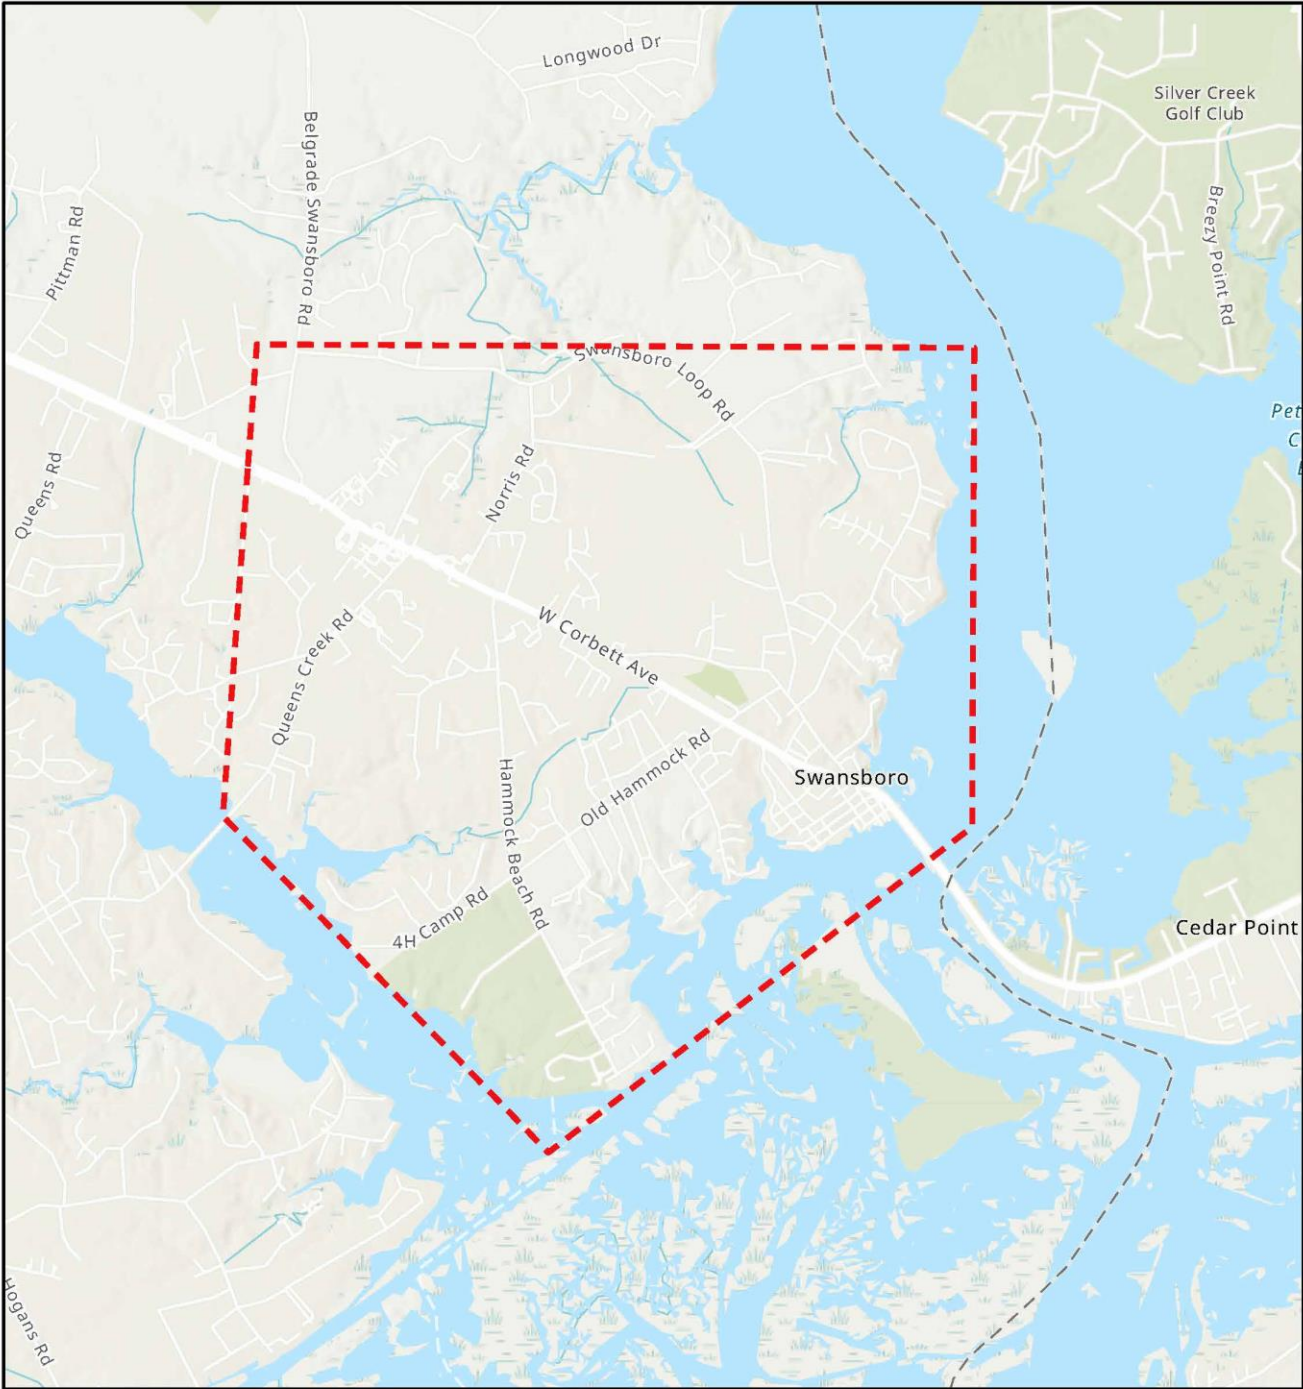 Longwood Dr
Silver Creek
Golf Club
Belgrade Swansboro Rd
Pittman Rd
Breezy Point Rd
Swansboro Loop Rd
Pet
C
Queens Rd
Norris Rd
W Corbett Ave
Queens Creek Rd
Old Hammock Rd
Swansboro
Hammock Beach Rd
4H Camp Rd
Cedar Point
Hogans Rd